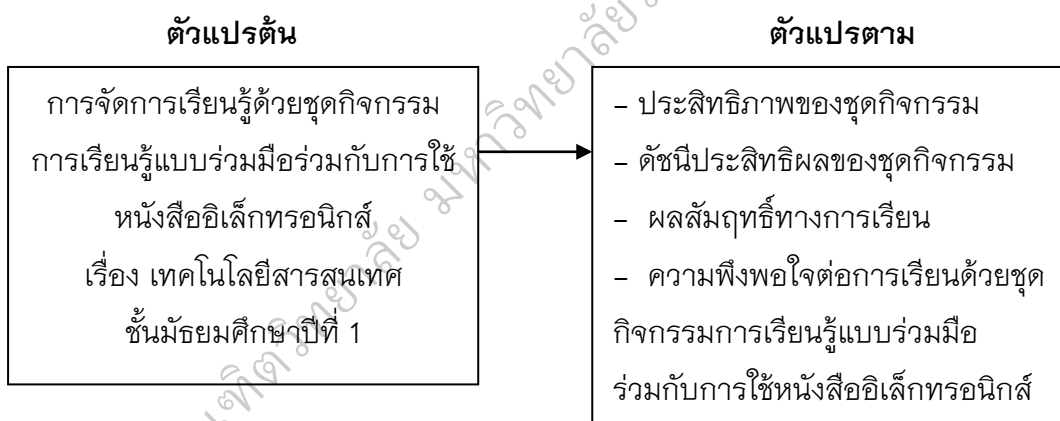 ตัวแปรต้น
การจัดการเรียนรู้ด้วยชุดกิจกรรม
การเรียนรู้แบบร่วมมือร่วมกับการใช้
หนังสืออิเล็กทรอนิกส์
เรื่อง เทคโนโลยีสารสนเทศ
ชั้นมัธยมศึกษาปีที่ 1
ตัวแปรตาม
- ประสิทธิภาพของชุดกิจกรรม
- ดัชนีประสิทธิผลของชุดกิจกรรม
- ผลสัมฤทธิ์ทางการเรียน
- ความพึงพอใจต่อการเรียนด้วยชุด
กิจกรรมการเรียนรู้แบบร่วมมือ
ร่วมกับการใช้หนังสืออิเล็กทรอนิกส์